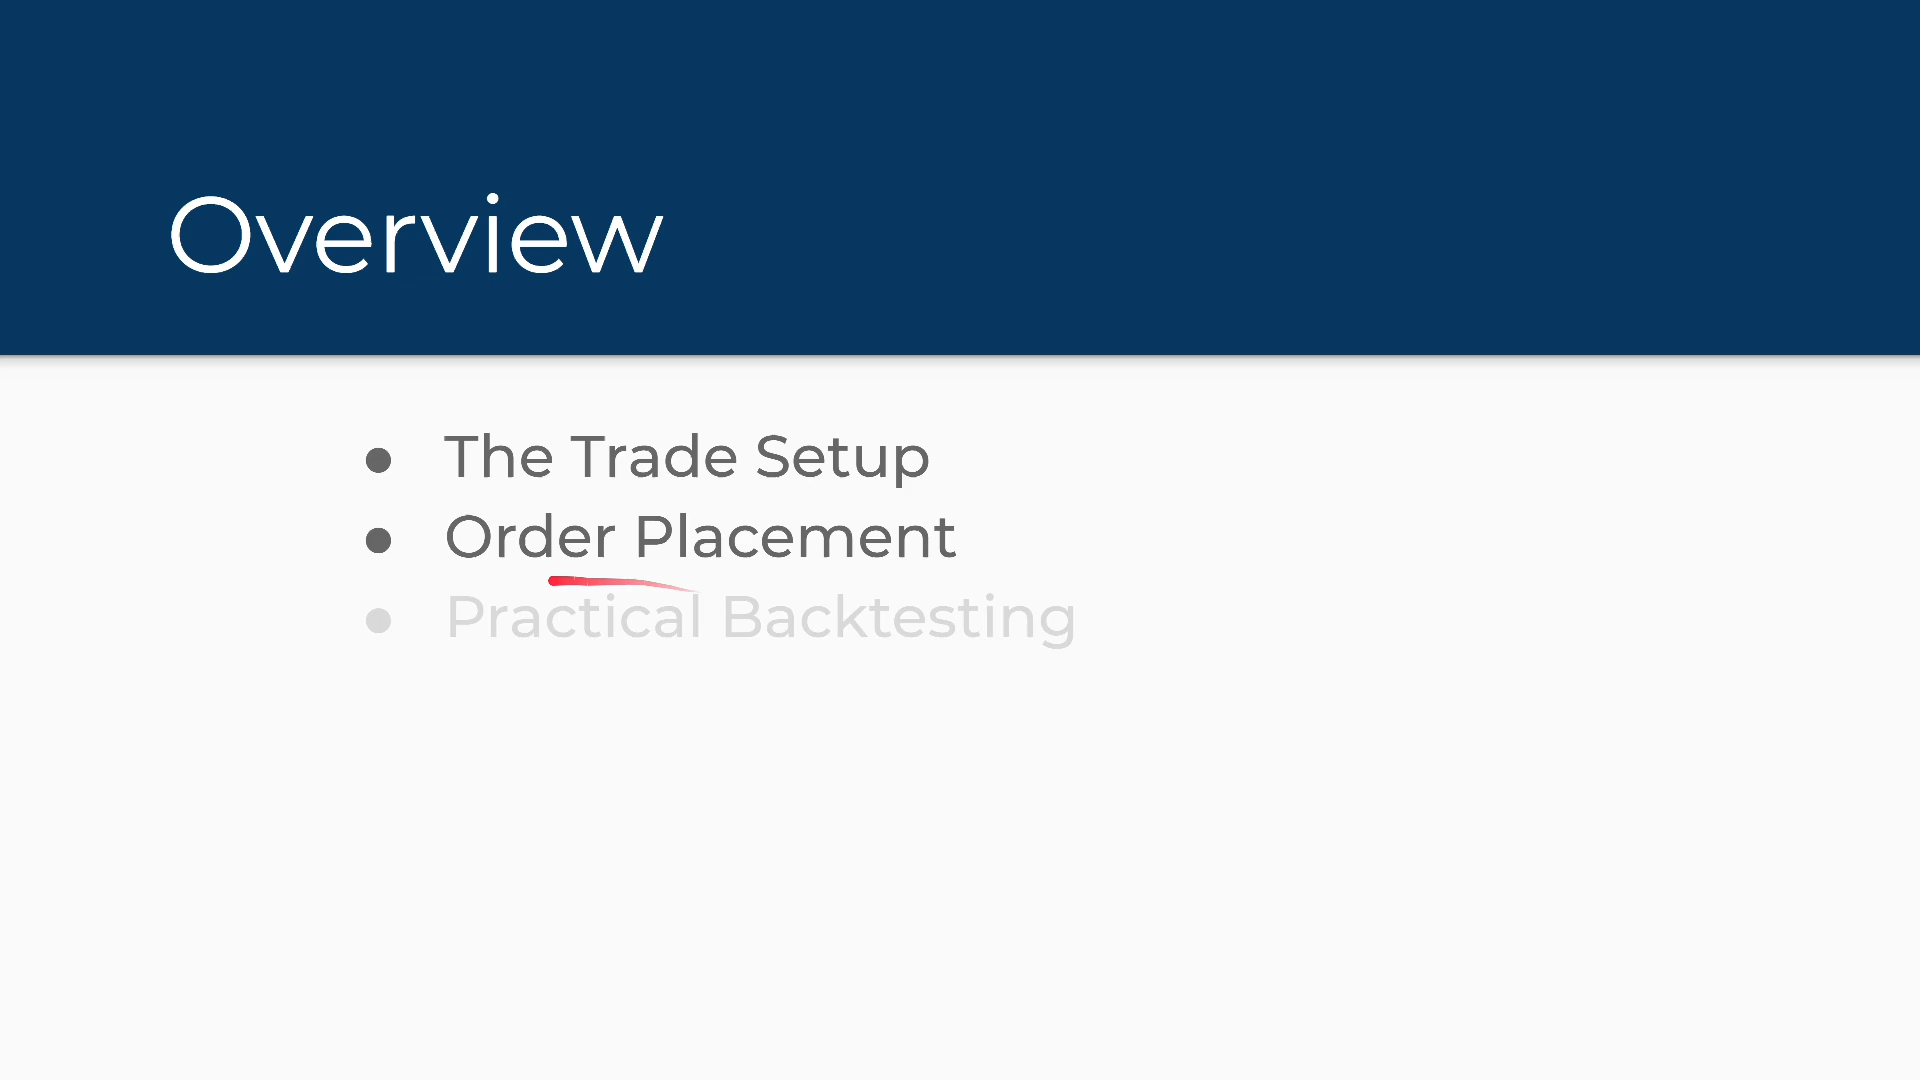 Overview
● The Trade Setup
● Order Placement
● Practical Backtesting